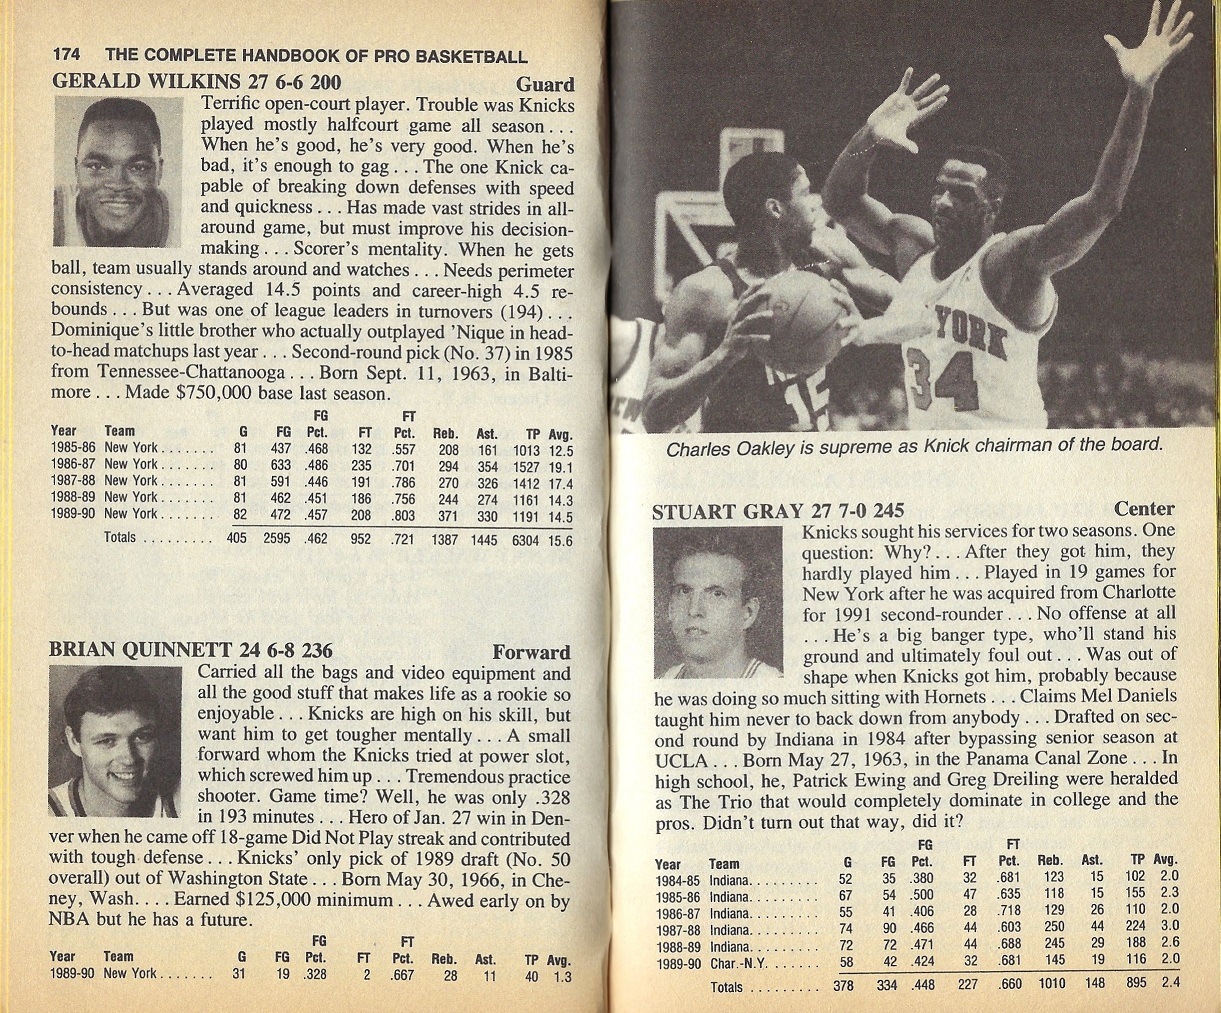 174 THE COMPLETE HANDBOOK OF PRO BASKETBALL
GERALD WILKINS 27 6-6 200 Guard
Terrific open-court player. Trouble was Knicks
played mostly halfcourt game all season . . .
When he's good, he's very good. When he's
bad, it's enough to gag . . . The one Knick ca-
pable of breaking down defenses with speed
and quickness . . . Has made vast strides in all-
around game, but must improve his decision-
making . . . Scorer's mentality. When he gets
ball, team usually stands around and watches . . . Needs perimeter
consistency . . . Averaged 14.5 points and career-high 4.5 re-
bounds . . . But was one of league leaders in turnovers (194) . . .
Dominique's little brother who actually outplayed 'Nique in head-
to-head matchups last year . . . Second-round pick (No. 37) in 1985
from Tennessee-Chattanooga . . . Born Sept. 11, 1963, in Balti-
more . . . Made $750,000 base last season.
FG FT
Year Team G FG Pct. FT Pct. Reb. Ast. TP Avg.
1985-86 New York . . . . . . . 81 437 .468 132 .557 208 161 1013 12.5
1986-87 New York . . . . . . . 80 633 .486 235 .701 294 354 1527 19.1
1987-88 New York . . . . . . . 81 591 .446 191 .786 270 326 1412 17.4
1988-89 New York . . . . . . . 81 462 .451 186 .756 244 274 1161 14.3
1989-90 New York . . . . . . . 82 472 .457 208 .803 371 330 1191 14.5
Totals . . . . . . . . . 405 2595 .462 952 .721 1387 1445 6304 15.6
BRIAN QUINNETT 24 6-8 236 Forward
Carried all the bags and video equipment and
all the good stuff that makes life as a rookie so
enjoyable . . . Knicks are high on his skill, but
want him to get tougher mentally . . . A small
forward whom the Knicks tried at power slot,
which screwed him up . . . Tremendous practice
shooter. Game time? Well, he was only .328
in 193 minutes . . . Hero of Jan. 27 win in Den-
ver when he came off 18-game Did Not Play streak and contributed
with tough defense . . . Knicks' only pick of 1989 draft (No. 50
overall) out of Washington State . . . Born May 30, 1966, in Che-
ney, Wash. . . . Earned $125,000 minimum . . . Awed early on by
NBA but he has a future.
FG FT
Year Team G FG Pct. FT Pct. Reb. Ast. TP Avg.
1989-90 New York . . . . . . . 31 19 .328 2 .667 28 11 40 1.3
YORK
34
15
Charles Oakley is supreme as Knick chairman of the board.
STUART GRAY 27 7-0 245 Center
Knicks sought his services for two seasons. One
question: Why? . . . After they got him, they
hardly played him . . . Played in 19 games for
New York after he was acquired from Charlotte
for 1991 second-rounder . . . No offense at all
. . . He's a big banger type, who'll stand his
ground and ultimately foul out . . . Was out of
shape when Knicks got him, probably because
he was doing so much sitting with Hornets . . . Claims Mel Daniels
taught him never to back down from anybody . . . Drafted on sec-
ond round by Indiana in 1984 after bypassing senior season at
UCLA . . . Born May 27, 1963, in the Panama Canal Zone . . . In
high school, he, Patrick Ewing and Greg Dreiling were heralded
as The Trio that would completely dominate in college and the
pros. Didn't turn out that way, did it?
FG FT
Year Team G FG Pct. FT Pct. Reb. Ast. TP Avg.
1984-85 Indiana. . . . . . . . . 52 35 .380 32 .681 123 15 102 2.0
1985-86 Indiana. . . . . . . . . 67 54 .500 47 .635 118 15 155 2.3
1986-87 Indiana. . . . . . . . . 55 41 .406 28 .718 129 26 110 2.0
1987-88 Indiana. . . . . . . . . 74 90 .466 44 .603 250 44 224 3.0
1988-89 Indiana. . . . . . . . . 72 72 .471 44 .688 245 29 188 2.6
1989-90 Char.-N.Y. . . . . . . . 58 42 .424 32 .681 145 19 116 2.0
Totals . . . . . . . . . 378 334 .448 227 .660 1010 148 895 2.4